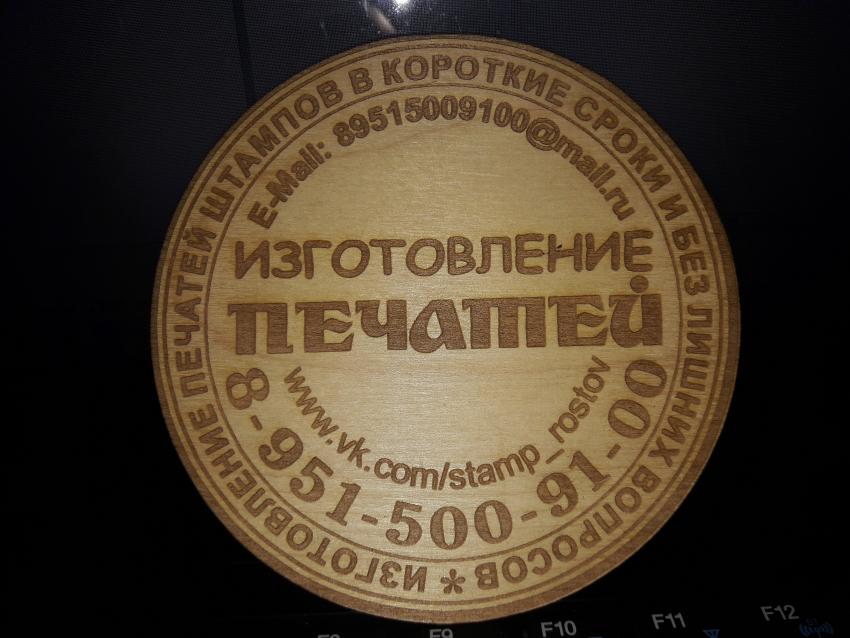 ИЗГОТОВЛЕНИЕ ПЕЧАТЕЙ ШТАМПОВ В КОРОТКИЕ СРОКИ И БЕЗ ЛИШНИХ ВОПРОСОВ *
E-Mail: 89515009100@mail.ru
ИЗГОТОВЛЕНИЕ
ПЕЧАТЕЙ
www.vk.com/stamp_rostov
8-951-500-91-00
F9
F10
F11
F12